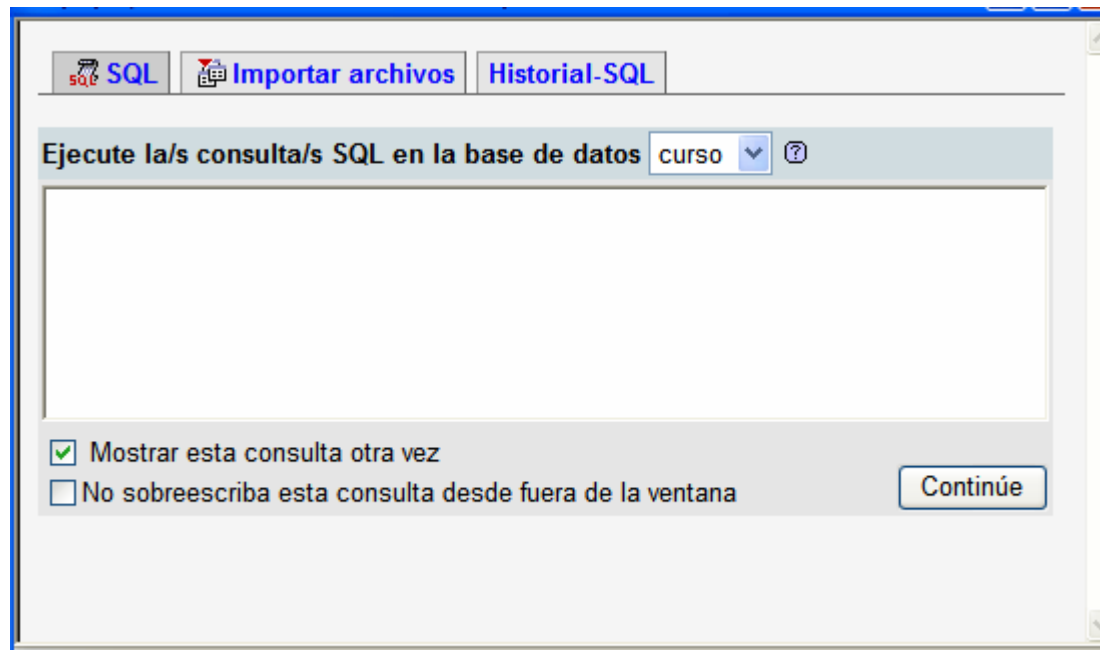 SQL Importar archivos Historial-SQL
Ejecute la/s consulta/s SQL en la base de datos curso
Mostrar esta consulta otra vez
No sobreescriba esta consulta desde fuera de la ventana
Continúe